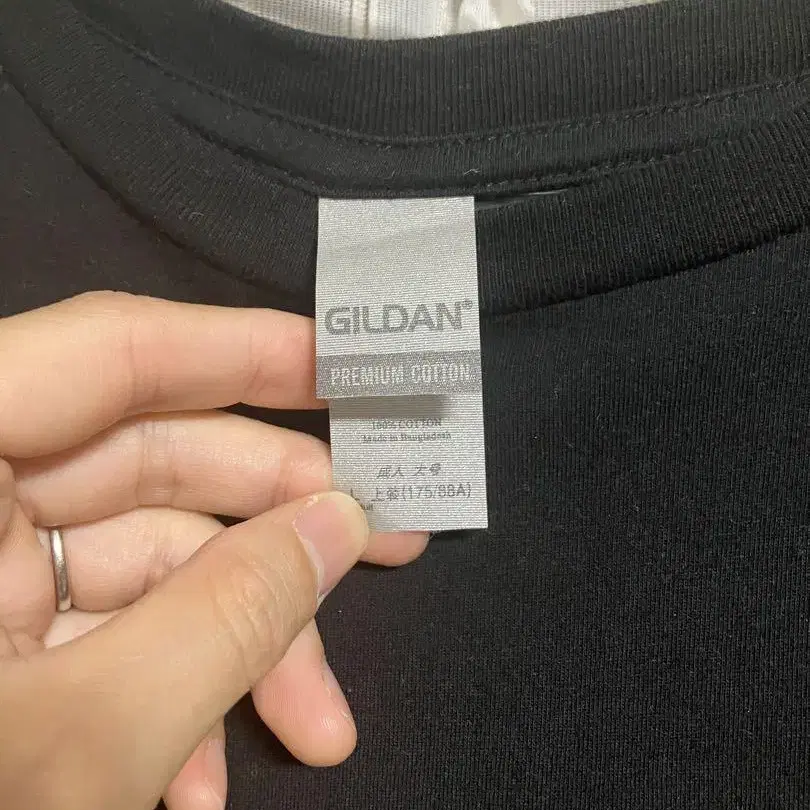 GILDAN®
PREMIUM COTTON
100% COTTON
Made in Bangladesh
成人 大号
L 上装(175/88A)